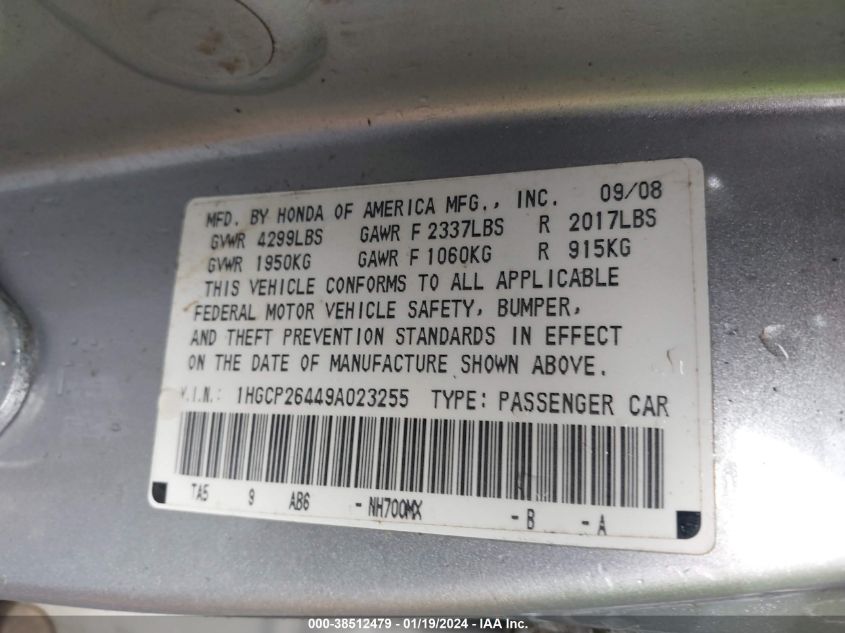 MFD. BY HONDA OF AMERICA MFG., INC. 09/08
GVWR 4299LBS GAWR F 2337LBS R 2017LBS
GVWR 1950KG GAWR F 1060KG R 915KG
THIS VEHICLE CONFORMS TO ALL APPLICABLE
FEDERAL MOTOR VEHICLE SAFETY, BUMPER,
AND THEFT PREVENTION STANDARDS IN EFFECT
ON THE DATE OF MANUFACTURE SHOWN ABOVE.
V.I.N.: 1HGCP26449A023255 TYPE: PASSENGER CAR
TA5 9 AB6 - NH700MX - B - A
000-38512479 - 01/19/2024 - IAA Inc.